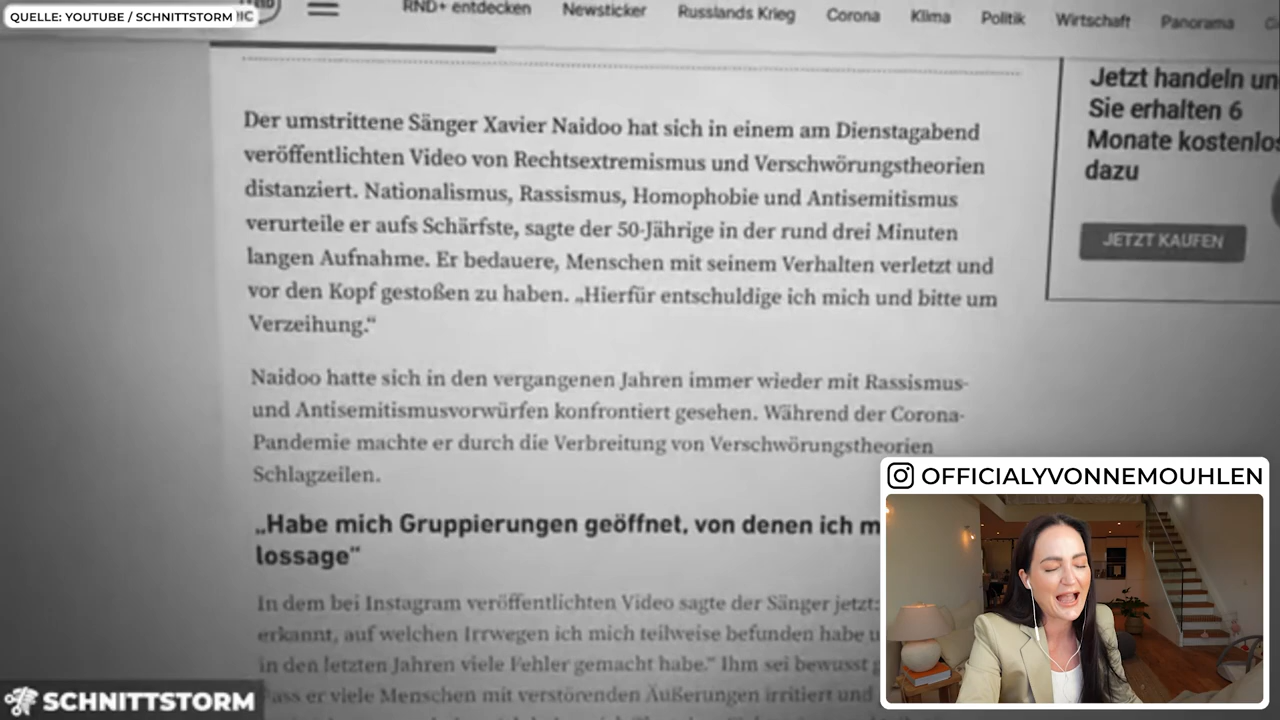 QUELLE: YOUTUBE / SCHNITTSTORM
RND+ entdecken Newsticker Russlands Krieg Corona Klima Politik Wirtschaft Panorama
Jetzt handeln un
Sie erhalten 6
Monate kostenlos
dazu
JETZT KAUFEN
Der umstrittene Sänger Xavier Naidoo hat sich in einem am Dienstagabend
veröffentlichten Video von Rechtsextremismus und Verschwörungstheorien
distanziert. Nationalismus, Rassismus, Homophobie und Antisemitismus
verurteile er aufs Schärfste, sagte der 50-Jährige in der rund drei Minuten
langen Aufnahme. Er bedauere, Menschen mit seinem Verhalten verletzt und
vor den Kopf gestoßen zu haben. „Hierfür entschuldige ich mich und bitte um
Verzeihung.“
Naidoo hatte sich in den vergangenen Jahren immer wieder mit Rassismus-
und Antisemitismusvorwürfen konfrontiert gesehen. Während der Corona-
Pandemie machte er durch die Verbreitung von Verschwörungstheorien
Schlagzeilen.
„Habe mich Gruppierungen geöffnet, von denen ich m
lossage“
In dem bei Instagram veröffentlichten Video sagte der Sänger jetzt:
erkannt, auf welchen Irrwegen ich mich teilweise befunden habe u
in den letzten Jahren viele Fehler gemacht habe.“ Ihm sei bewusst g
dass er viele Menschen mit verstörenden Äußerungen irritiert und
OFFICIALYVONNEMOUHLEN
SCHNITTSTORM